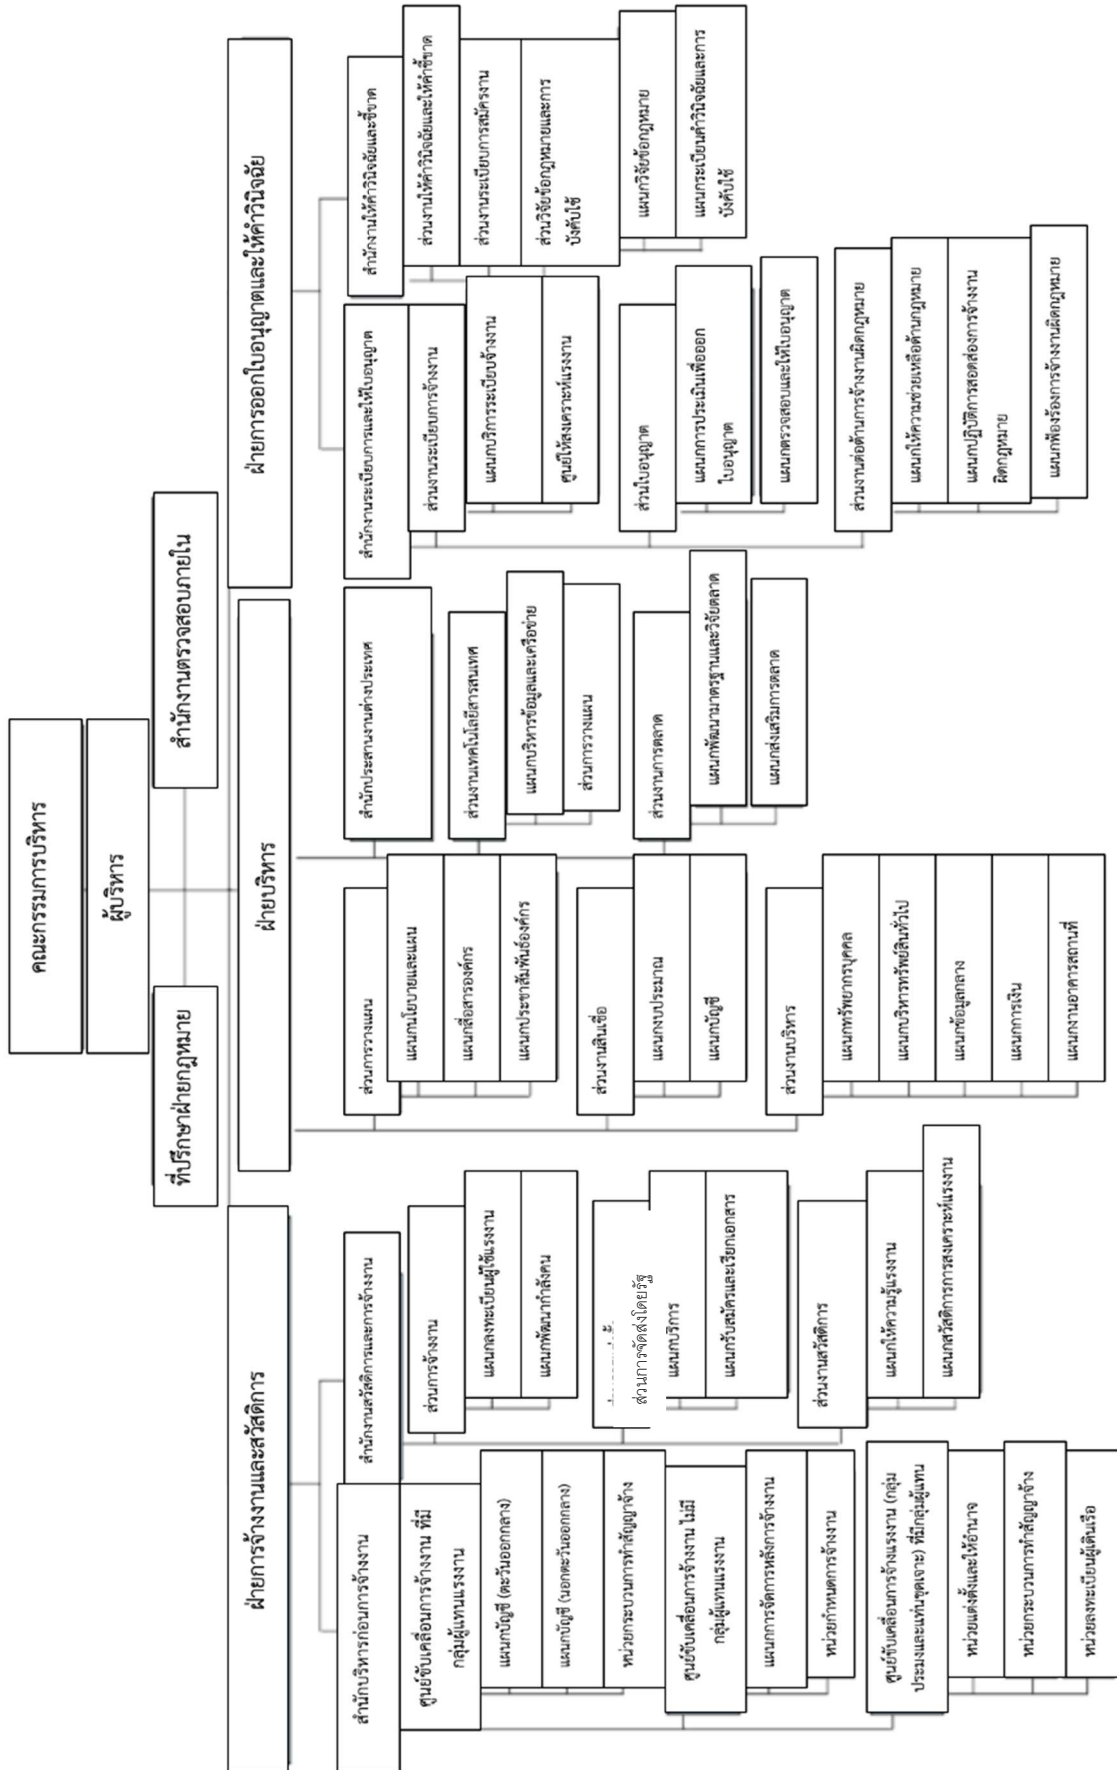 คณะกรรมการบริหาร
ผู้บริหาร
ที่ปรึกษาฝ่ายกฎหมาย
สำนักงานตรวจสอบภายใน
ฝ่ายการจ้างงานและสวัสดิการ
ฝ่ายบริหาร
ฝ่ายการออกใบอนุญาตและให้คำวินิจฉัย
สำนักบริหารก่อนการจ้างงาน
ศูนย์ขับเคลื่อนการจ้างงาน ที่มี
กลุ่มผู้แทนแรงงาน
แผนกบัญชี (ตะวันออกกลาง)
แผนกบัญชี (นอกตะวันออกกลาง)
หน่วยกระบวนการทำสัญญาจ้าง
ศูนย์ขับเคลื่อนการจ้างงาน ไม่มี
กลุ่มผู้แทนแรงงาน
แผนกการจัดการหลังการจ้างงาน
หน่วยกำหนดการจ้างงาน
ศูนย์ขับเคลื่อนการจ้างแรงงาน (กลุ่ม
ประมงและแท่นขุดเจาะ) ที่มีกลุ่มผู้แทน
หน่วยแต่งตั้งและให้อำนาจ
หน่วยกระบวนการทำสัญญาจ้าง
หน่วยลงทะเบียนผู้เดินเรือ
สำนักงานสวัสดิการและการจ้างงาน
ส่วนการจ้างงาน
แผนกลงทะเบียนผู้ใช้แรงงาน
แผนกพัฒนากำลังคน
ส่วนการจัดส่งโดยรัฐ
แผนกบริการ
แผนกรับสมัครและเรียกเอกสาร
ส่วนงานสวัสดิการ
แผนกให้ความรู้แรงงาน
แผนกสวัสดิการการสงเคราะห์แรงงาน
ส่วนการวางแผน
แผนกนโยบายและแผน
แผนกสื่อสารองค์กร
แผนกประชาสัมพันธ์องค์กร
ส่วนงานสินเชื่อ
แผนกงบประมาณ
แผนกบัญชี
ส่วนงานบริหาร
แผนกทรัพยากรบุคคล
แผนกบริหารทรัพย์สินทั่วไป
แผนกข้อมูลกลาง
แผนกการเงิน
แผนกงานอาคารสถานที่
สำนักประสานงานต่างประเทศ
ส่วนงานเทคโนโลยีสารสนเทศ
แผนกบริหารข้อมูลและเครือข่าย
ส่วนการวางแผน
ส่วนงานการตลาด
แผนกพัฒนามาตรฐานและวิจัยตลาด
แผนกส่งเสริมการตลาด
สำนักงานระเบียบการและให้ใบอนุญาต
ส่วนงานระเบียบการจ้างงาน
แผนกบริการระเบียบจ้างงาน
ศูนย์ให้สงเคราะห์แรงงาน
ส่วนใบอนุญาต
แผนกการประเมินเพื่อออก
ใบอนุญาต
แผนกตรวจสอบและให้ใบอนุญาต
ส่วนงานต่อต้านการจ้างงานผิดกฎหมาย
แผนกให้ความช่วยเหลือด้านกฎหมาย
แผนกปฏิบัติการสอดส่องการจ้างงาน
ผิดกฎหมาย
แผนกฟ้องร้องการจ้างงานผิดกฎหมาย
สำนักงานให้คำวินิจฉัยและชี้ขาด
ส่วนงานให้คำวินิจฉัยและให้คำชี้ขาด
ส่วนงานระเบียบการสมัครงาน
ส่วนวิจัยข้อกฎหมายและการ
บังคับใช้
แผนกวิจัยข้อกฎหมาย
แผนกระเบียนคำวินิจฉัยและการ
บังคับใช้